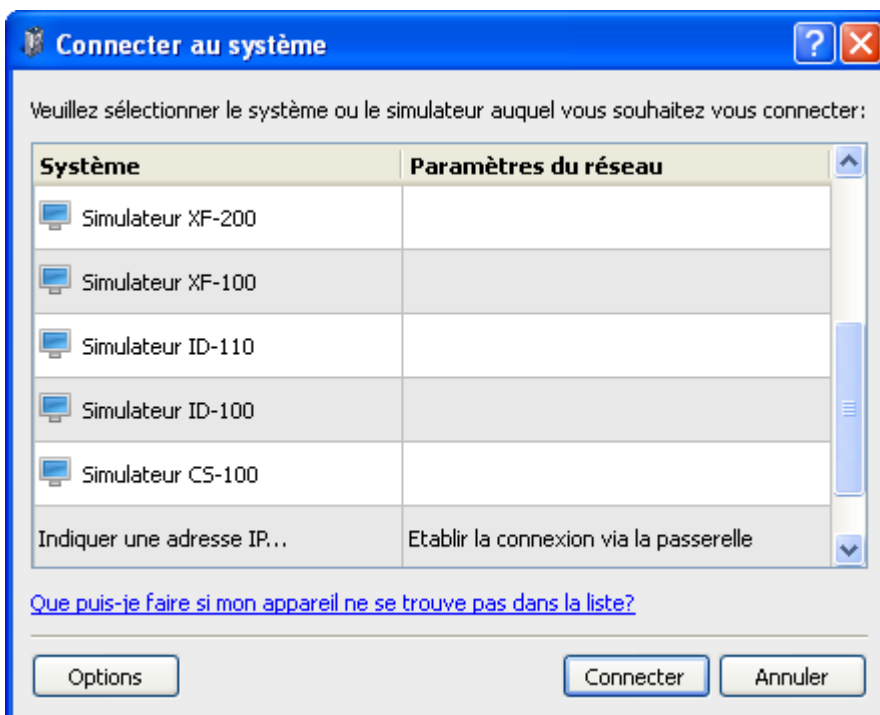 Connecter au système
Veuillez sélectionner le système ou le simulateur auquel vous souhaitez vous connecter:
Système Paramètres du réseau
Simulateur XF-200
Simulateur XF-100
Simulateur ID-110
Simulateur ID-100
Simulateur CS-100
Indiquer une adresse IP... Etablir la connexion via la passerelle
Que puis-je faire si mon appareil ne se trouve pas dans la liste?
Options Connecter Annuler